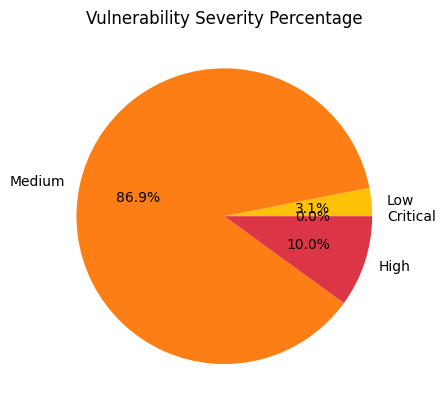 Vulnerability Severity Percentage
Medium
86.9%
Low
3.1%
Critical
0.0%
10.0%
High